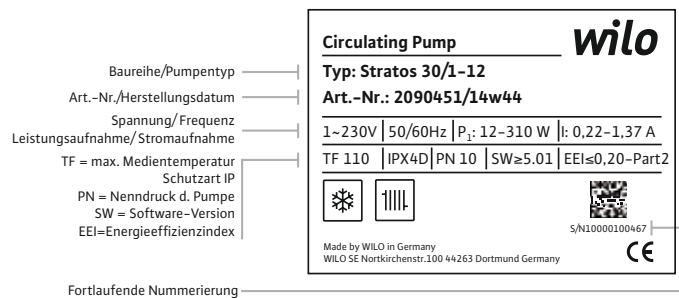 wilo
Circulating Pump
Baureihe/Pumpentyp
Typ: Stratos 30/1-12
Art.-Nr./Herstellungsdatum
Art.-Nr.: 2090451/14w44
Spannung/Frequenz
Leistungsaufnahme/Stromaufnahme
1~230V 50/60Hz P₁: 12-310 W I: 0,22-1,37 A
TF = max. Medientemperatur
Schutzart IP
PN = Nenndruck d. Pumpe
SW = Software-Version
EEI=Energieeffizienzindex
TF 110 IPX4D PN 10 SW≥5.01 EEI≤0,20-Part2
S/N10000100467
Made by WILO in Germany
WILO SE Nortkirchenstr.100 44263 Dortmund Germany
CE
Fortlaufende Nummerierung